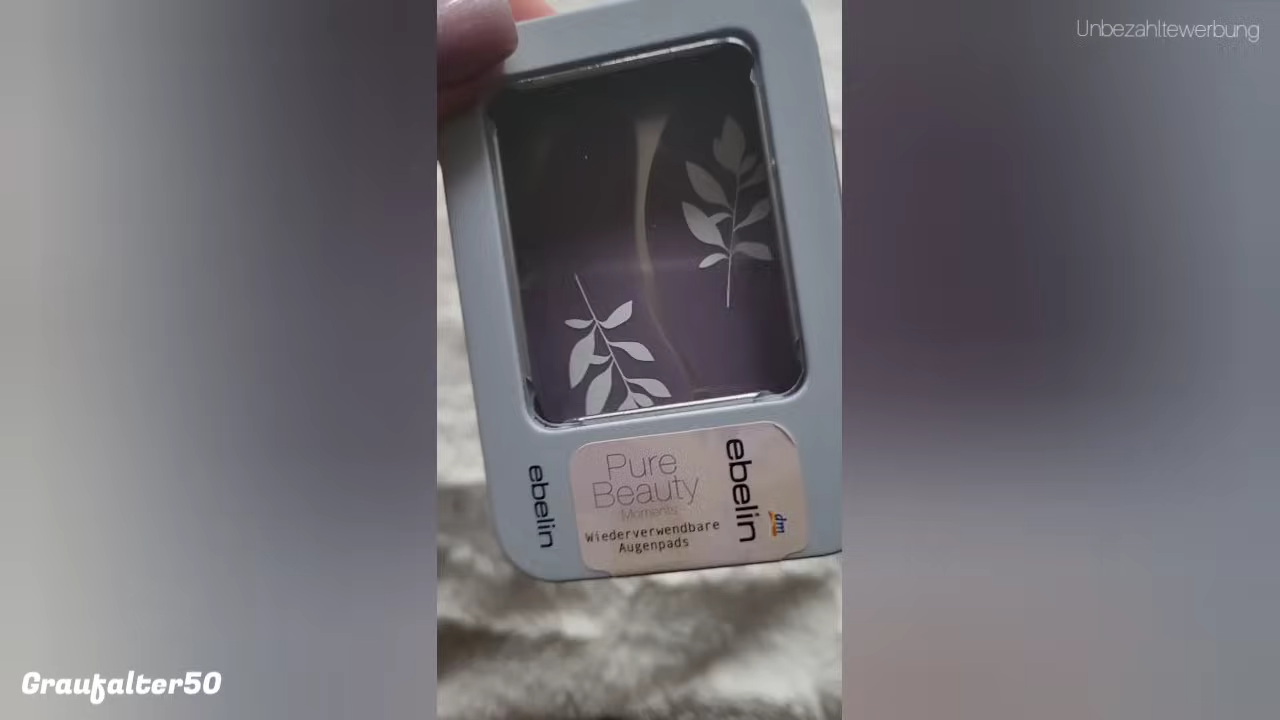 Unbezahltewerbung
ebelin
Pure
Beauty
Moments
Wiederverwendbare
Augenpads
ebelin
dm
Graufalter50